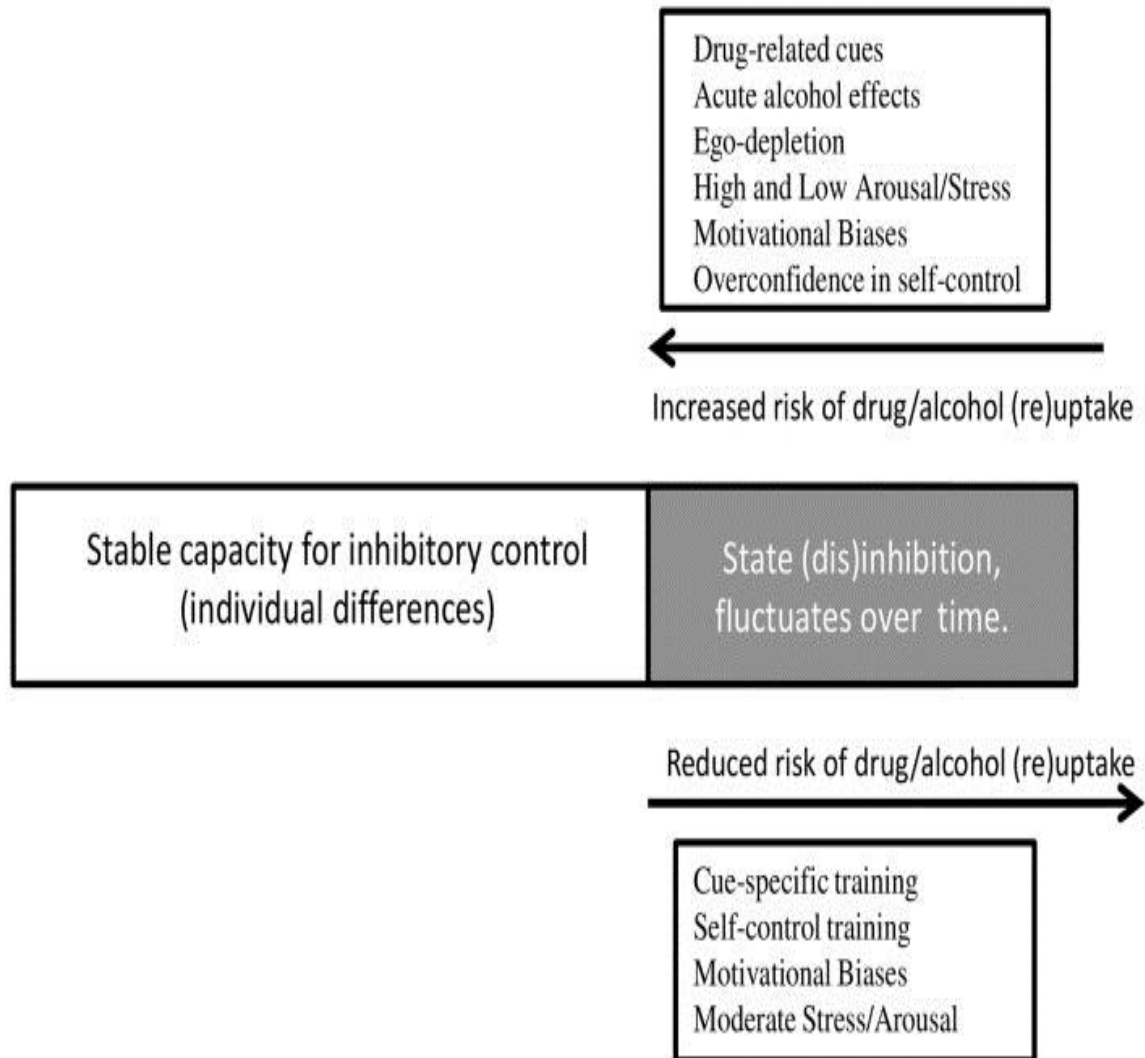 Drug-related cues
Acute alcohol effects
Ego-depletion
High and Low Arousal/Stress
Motivational Biases
Overconfidence in self-control
Increased risk of drug/alcohol (re)uptake
Stable capacity for inhibitory control
(individual differences)
State (dis)inhibition,
fluctuates over time.
Reduced risk of drug/alcohol (re)uptake
Cue-specific training
Self-control training
Motivational Biases
Moderate Stress/Arousal